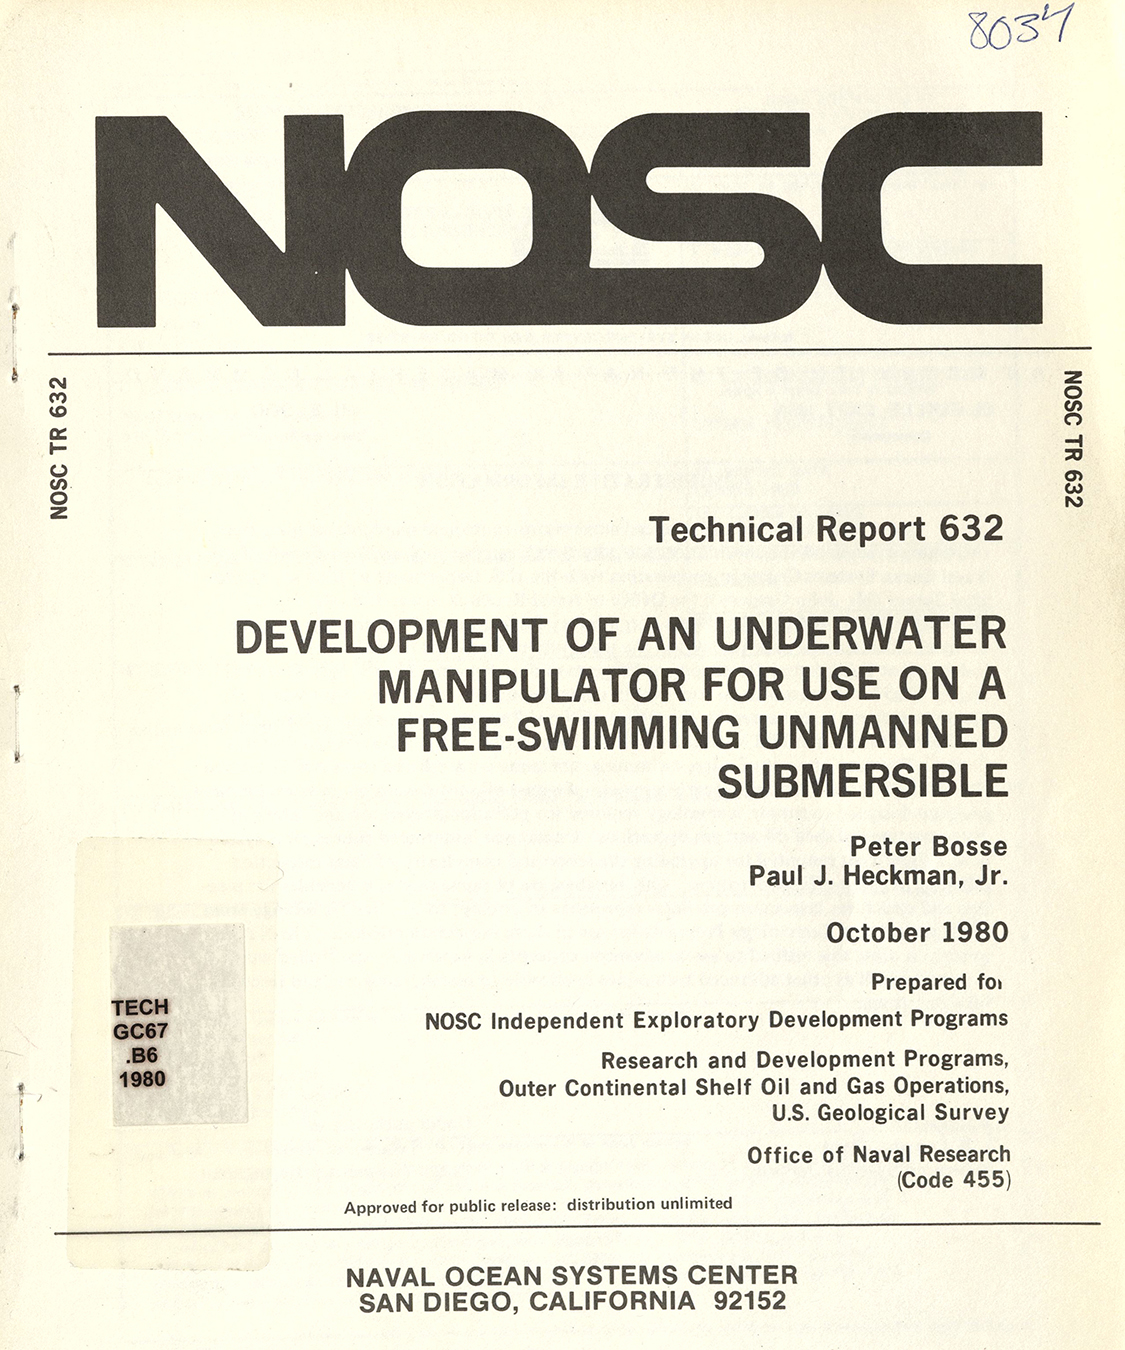 8034
NOSC
NOSC TR 632
NOSC TR 632
Technical Report 632
DEVELOPMENT OF AN UNDERWATER
MANIPULATOR FOR USE ON A
FREE-SWIMMING UNMANNED
SUBMERSIBLE
Peter Bosse
Paul J. Heckman, Jr.
October 1980
Prepared for
NOSC Independent Exploratory Development Programs
Research and Development Programs,
Outer Continental Shelf Oil and Gas Operations,
U.S. Geological Survey
Office of Naval Research
(Code 455)
Approved for public release: distribution unlimited
TECH
GC67
.B6
1980
NAVAL OCEAN SYSTEMS CENTER
SAN DIEGO, CALIFORNIA 92152